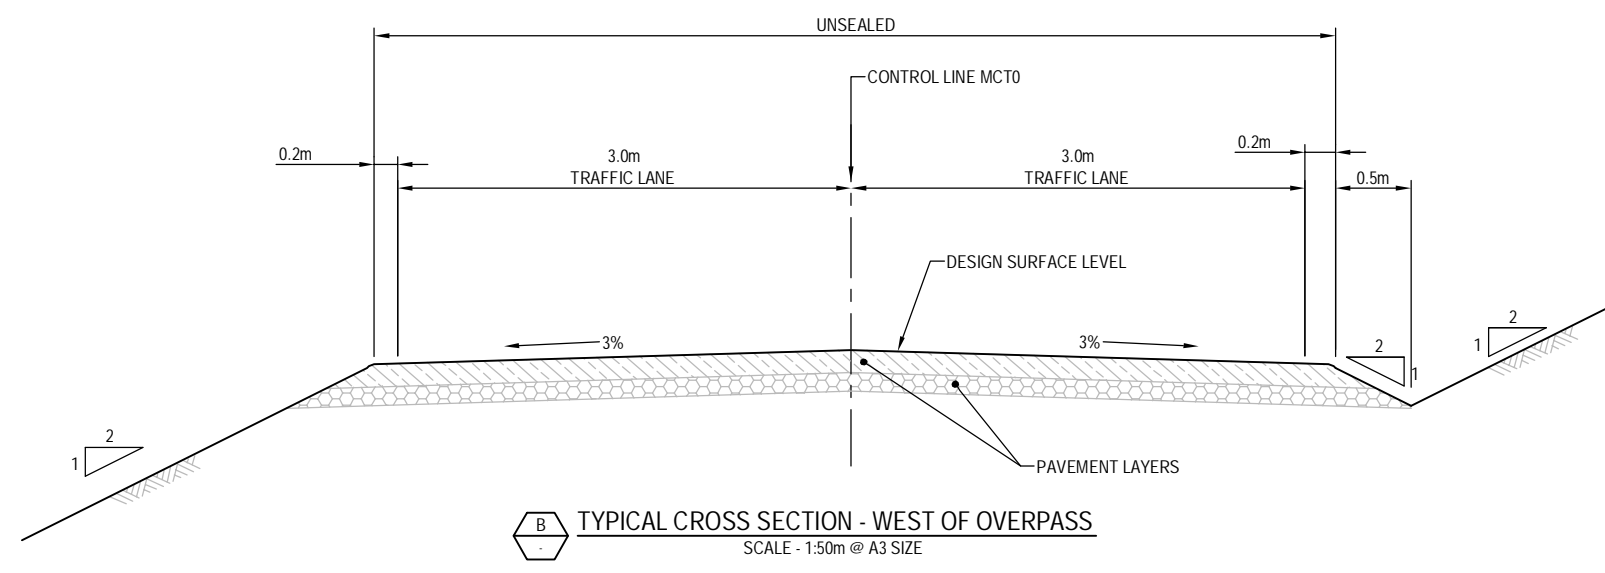 UNSEALED
CONTROL LINE MCT0
0.2m
3.0m
TRAFFIC LANE
3.0m
TRAFFIC LANE
0.2m
0.5m
DESIGN SURFACE LEVEL
3%
3%
2
1
2
1
2
1
PAVEMENT LAYERS
B
-
TYPICAL CROSS SECTION - WEST OF OVERPASS
SCALE - 1:50m @ A3 SIZE